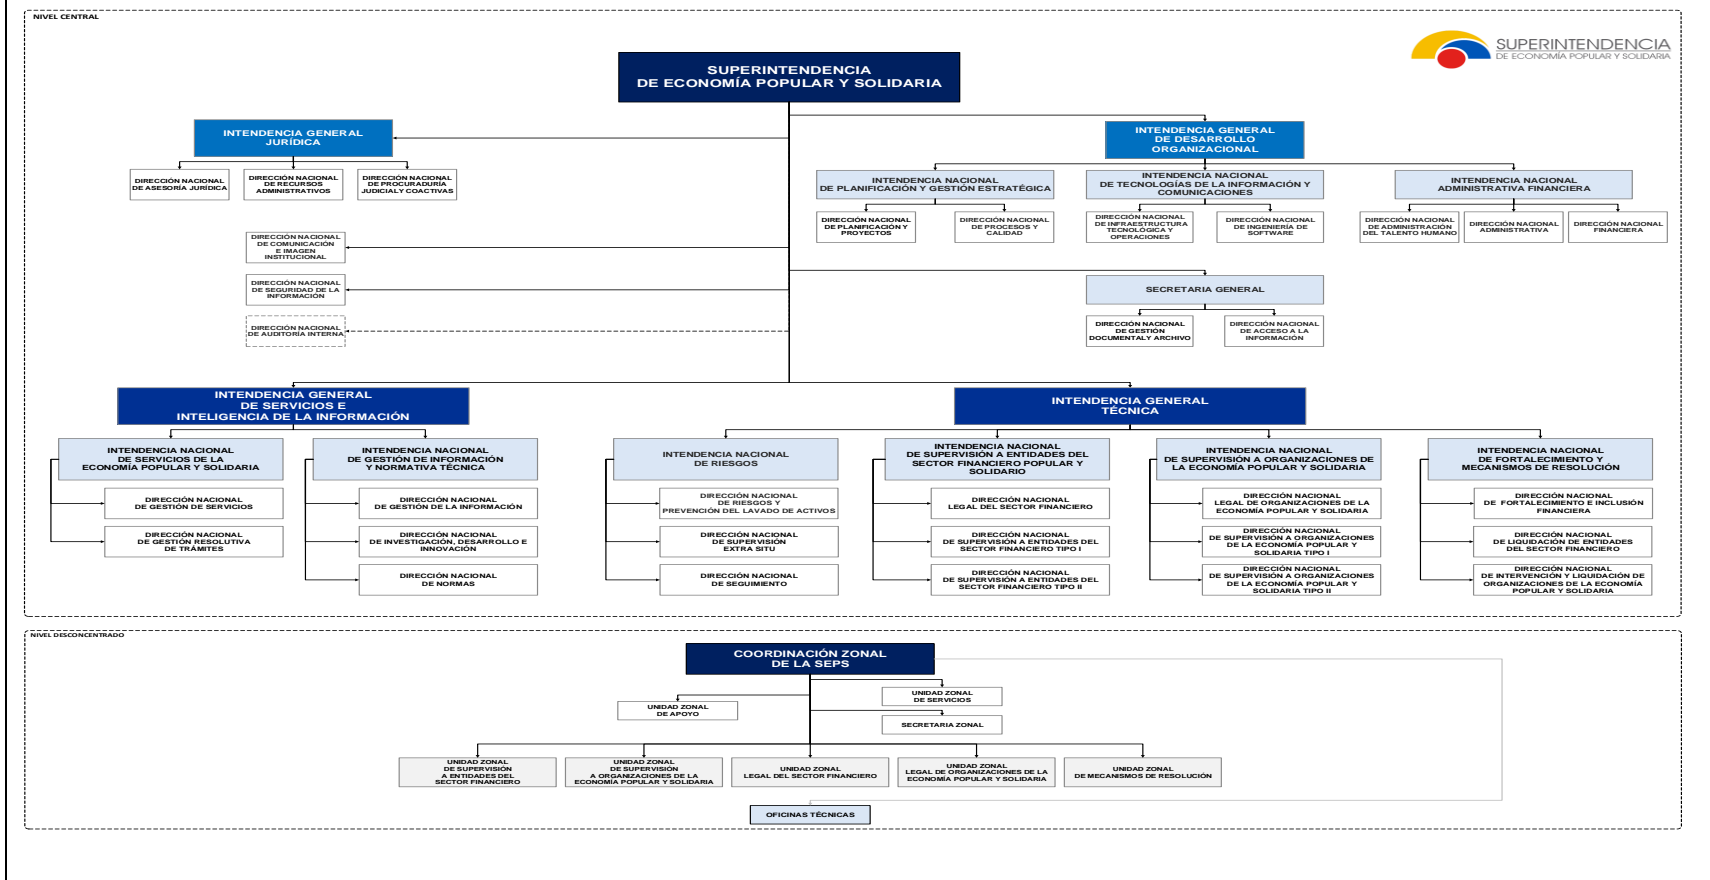 NIVEL CENTRAL
SUPERINTENDENCIA
DE ECONOMÍA POPULAR Y SOLIDARIA
SUPERINTENDENCIA
DE ECONOMÍA POPULAR Y SOLIDARIA
INTENDENCIA GENERAL
JURÍDICA
DIRECCIÓN NACIONAL
DE ASESORÍA JURÍDICA
DIRECCIÓN NACIONAL
DE RECURSOS
ADMINISTRATIVOS
DIRECCIÓN NACIONAL
DE PROCURADURÍA
JUDICIAL Y COACTIVAS
INTENDENCIA GENERAL
DE DESARROLLO
ORGANIZACIONAL
INTENDENCIA NACIONAL
DE PLANIFICACIÓN Y GESTIÓN ESTRATÉGICA
INTENDENCIA NACIONAL
DE TECNOLOGÍAS DE LA INFORMACIÓN Y
COMUNICACIONES
INTENDENCIA NACIONAL
ADMINISTRATIVA FINANCIERA
DIRECCIÓN NACIONAL
DE PLANIFICACIÓN Y
PROYECTOS
DIRECCIÓN NACIONAL
DE PROCESOS Y
CALIDAD
DIRECCIÓN NACIONAL
DE INFRAESTRUCTURA
TECNOLÓGICA Y
OPERACIONES
DIRECCIÓN NACIONAL
DE INGENIERÍA DE
SOFTWARE
DIRECCIÓN NACIONAL
DE ADMINISTRACIÓN
DEL TALENTO HUMANO
DIRECCIÓN NACIONAL
ADMINISTRATIVA
DIRECCIÓN NACIONAL
FINANCIERA
DIRECCIÓN NACIONAL
DE COMUNICACIÓN
E IMAGEN
INSTITUCIONAL
DIRECCIÓN NACIONAL
DE SEGURIDAD DE LA
INFORMACIÓN
DIRECCIÓN NACIONAL
DE AUDITORÍA INTERNA
SECRETARIA GENERAL
DIRECCIÓN NACIONAL
DE GESTIÓN
DOCUMENTAL Y ARCHIVO
DIRECCIÓN NACIONAL
DE ACCESO A LA
INFORMACIÓN
INTENDENCIA GENERAL
DE SERVICIOS E
INTELIGENCIA DE LA INFORMACIÓN
INTENDENCIA GENERAL
TÉCNICA
INTENDENCIA NACIONAL
DE SERVICIOS DE LA
ECONOMÍA POPULAR Y SOLIDARIA
DIRECCIÓN NACIONAL
DE GESTIÓN DE SERVICIOS
DIRECCIÓN NACIONAL
DE GESTIÓN RESOLUTIVA
DE TRÁMITES
INTENDENCIA NACIONAL
DE GESTIÓN DE INFORMACIÓN
Y NORMATIVA TÉCNICA
DIRECCIÓN NACIONAL
DE GESTIÓN DE LA INFORMACIÓN
DIRECCIÓN NACIONAL
DE INVESTIGACIÓN, DESARROLLO E
INNOVACIÓN
DIRECCIÓN NACIONAL
DE NORMAS
INTENDENCIA NACIONAL
DE RIESGOS
DIRECCIÓN NACIONAL
DE RIESGOS Y
PREVENCIÓN DEL LAVADO DE ACTIVOS
DIRECCIÓN NACIONAL
DE SUPERVISIÓN
EXTRA SITU
DIRECCIÓN NACIONAL
DE SEGUIMIENTO
INTENDENCIA NACIONAL
DE SUPERVISIÓN A ENTIDADES DEL
SECTOR FINANCIERO POPULAR Y
SOLIDARIO
DIRECCIÓN NACIONAL
LEGAL DEL SECTOR FINANCIERO
DIRECCIÓN NACIONAL
DE SUPERVISIÓN A ENTIDADES DEL
SECTOR FINANCIERO TIPO I
DIRECCIÓN NACIONAL
DE SUPERVISIÓN A ENTIDADES DEL
SECTOR FINANCIERO TIPO II
INTENDENCIA NACIONAL
DE SUPERVISIÓN A ORGANIZACIONES DE
LA ECONOMÍA POPULAR Y SOLIDARIA
DIRECCIÓN NACIONAL
LEGAL DE ORGANIZACIONES DE LA
ECONOMÍA POPULAR Y SOLIDARIA
DIRECCIÓN NACIONAL
DE SUPERVISIÓN A ORGANIZACIONES
DE LA ECONOMÍA POPULAR Y
SOLIDARIA TIPO I
DIRECCIÓN NACIONAL
DE SUPERVISIÓN A ORGANIZACIONES
DE LA ECONOMÍA POPULAR Y
SOLIDARIA TIPO II
INTENDENCIA NACIONAL
DE FORTALECIMIENTO Y
MECANISMOS DE RESOLUCIÓN
DIRECCIÓN NACIONAL
DE FORTALECIMIENTO E INCLUSIÓN
FINANCIERA
DIRECCIÓN NACIONAL
DE LIQUIDACIÓN DE ENTIDADES
DEL SECTOR FINANCIERO
DIRECCIÓN NACIONAL
DE INTERVENCIÓN Y LIQUIDACIÓN DE
ORGANIZACIONES DE LA ECONOMÍA
POPULAR Y SOLIDARIA
NIVEL DESCONCENTRADO
COORDINACIÓN ZONAL
DE LA SEPS
UNIDAD ZONAL
DE SERVICIOS
UNIDAD ZONAL
DE APOYO
SECRETARIA ZONAL
UNIDAD ZONAL
DE SUPERVISIÓN
A ENTIDADES DEL
SECTOR FINANCIERO
UNIDAD ZONAL
DE SUPERVISIÓN
A ORGANIZACIONES DE LA
ECONOMÍA POPULAR Y SOLIDARIA
UNIDAD ZONAL
LEGAL DEL SECTOR FINANCIERO
UNIDAD ZONAL
LEGAL DE ORGANIZACIONES DE LA
ECONOMÍA POPULAR Y SOLIDARIA
UNIDAD ZONAL
DE MECANISMOS DE RESOLUCIÓN
OFICINAS TÉCNICAS